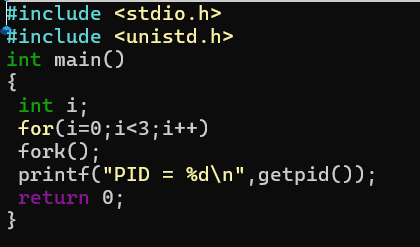 #include <stdio.h>
#include <unistd.h>
int main()
{
 int i;
 for(i=0;i<3;i++)
 fork();
 printf("PID = %d\n",getpid());
 return 0;
}